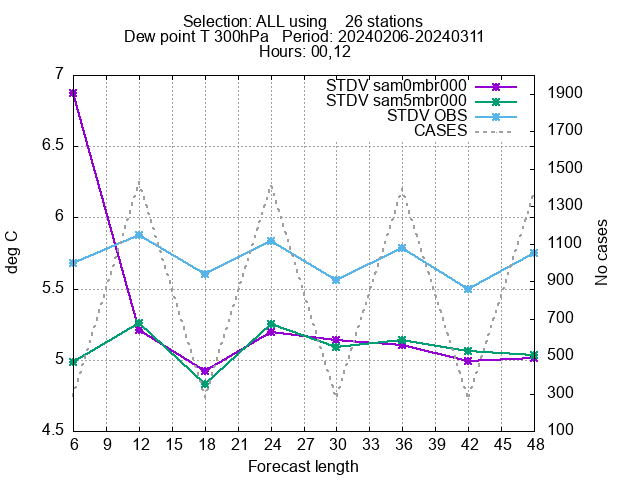 Selection: ALL using 26 stations
Dew point T 300hPa Period: 20240206-20240311
Hours: 00,12
STDV sam0mbr000
STDV sam5mbr000
STDV OBS
CASES
7
6.5
6
5.5
5
4.5
deg C
1900
1700
1500
1300
1100
900
700
500
300
100
No cases
6 9 12 15 18 21 24 27 30 33 36 39 42 45 48
Forecast length